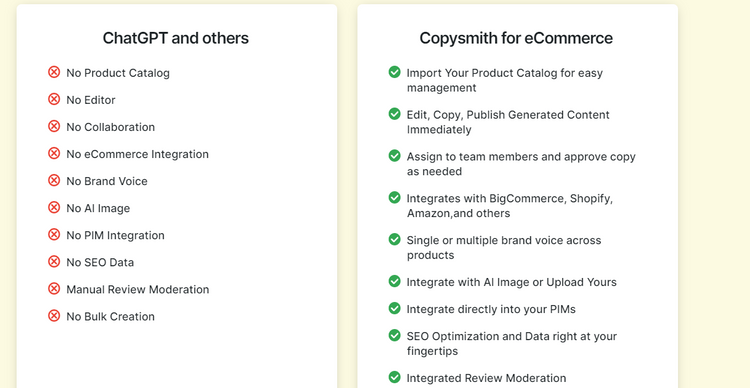 ChatGPT and others
No Product Catalog
No Editor
No Collaboration
No eCommerce Integration
No Brand Voice
No AI Image
No PIM Integration
No SEO Data
Manual Review Moderation
No Bulk Creation
Copysmith for eCommerce
Import Your Product Catalog for easy
management
Edit, Copy, Publish Generated Content
Immediately
Assign to team members and approve copy
as needed
Integrates with BigCommerce, Shopify,
Amazon,and others
Single or multiple brand voice across
products
Integrate with AI Image or Upload Yours
Integrate directly into your PIMs
SEO Optimization and Data right at your
fingertips
Integrated Review Moderation